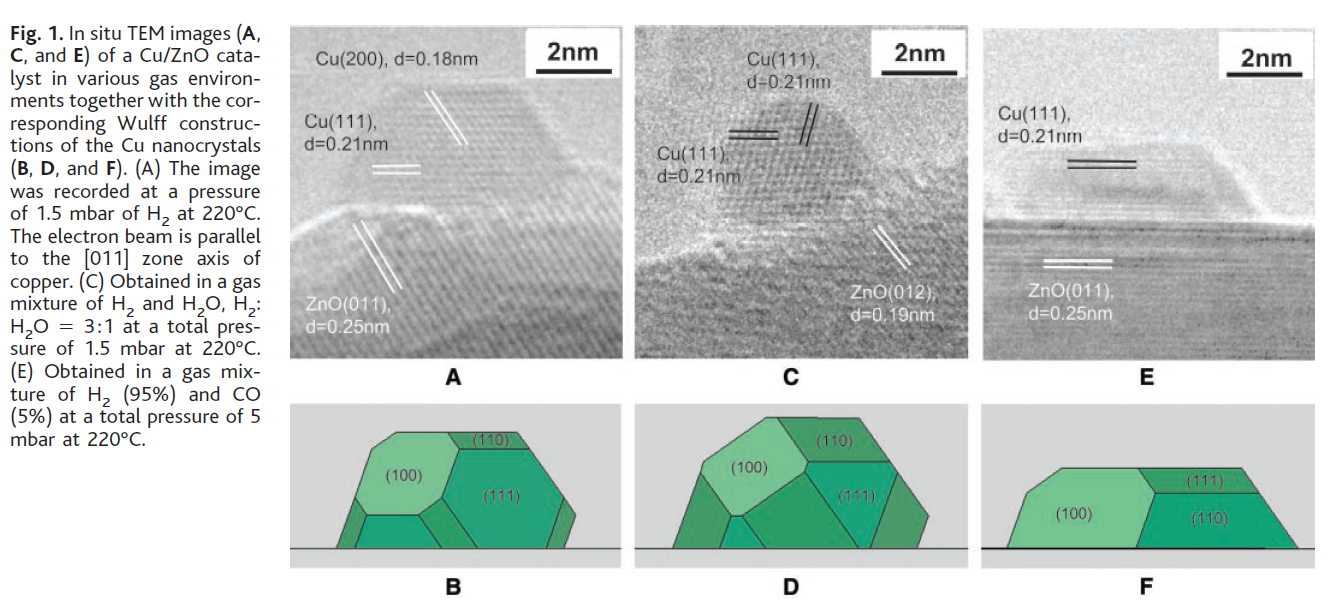 Fig. 1. In situ TEM images (A,
C, and E) of a Cu/ZnO cata-
lyst in various gas environ-
ments together with the cor-
responding Wulff construc-
tions of the Cu nanocrystals
(B, D, and F). (A) The image
was recorded at a pressure
of 1.5 mbar of H₂ at 220°C.
The electron beam is parallel
to the [011] zone axis of
copper. (C) Obtained in a gas
mixture of H₂ and H₂O, H₂:
H₂O = 3:1 at a total pres-
sure of 1.5 mbar at 220°C.
(E) Obtained in a gas mix-
ture of H₂ (95%) and CO
(5%) at a total pressure of 5
mbar at 220°C.
2nm
Cu(200), d=0.18nm
Cu(111),
d=0.21nm
ZnO(011),
d=0.25nm
A
2nm
Cu(111),
d=0.21nm
Cu(111),
d=0.21nm
ZnO(012),
d=0.19nm
C
2nm
Cu(111),
d=0.21nm
ZnO(011),
d=0.25nm
E
(110)
(100)
(111)
B
(110)
(100)
(111)
D
(111)
(100)
(110)
F